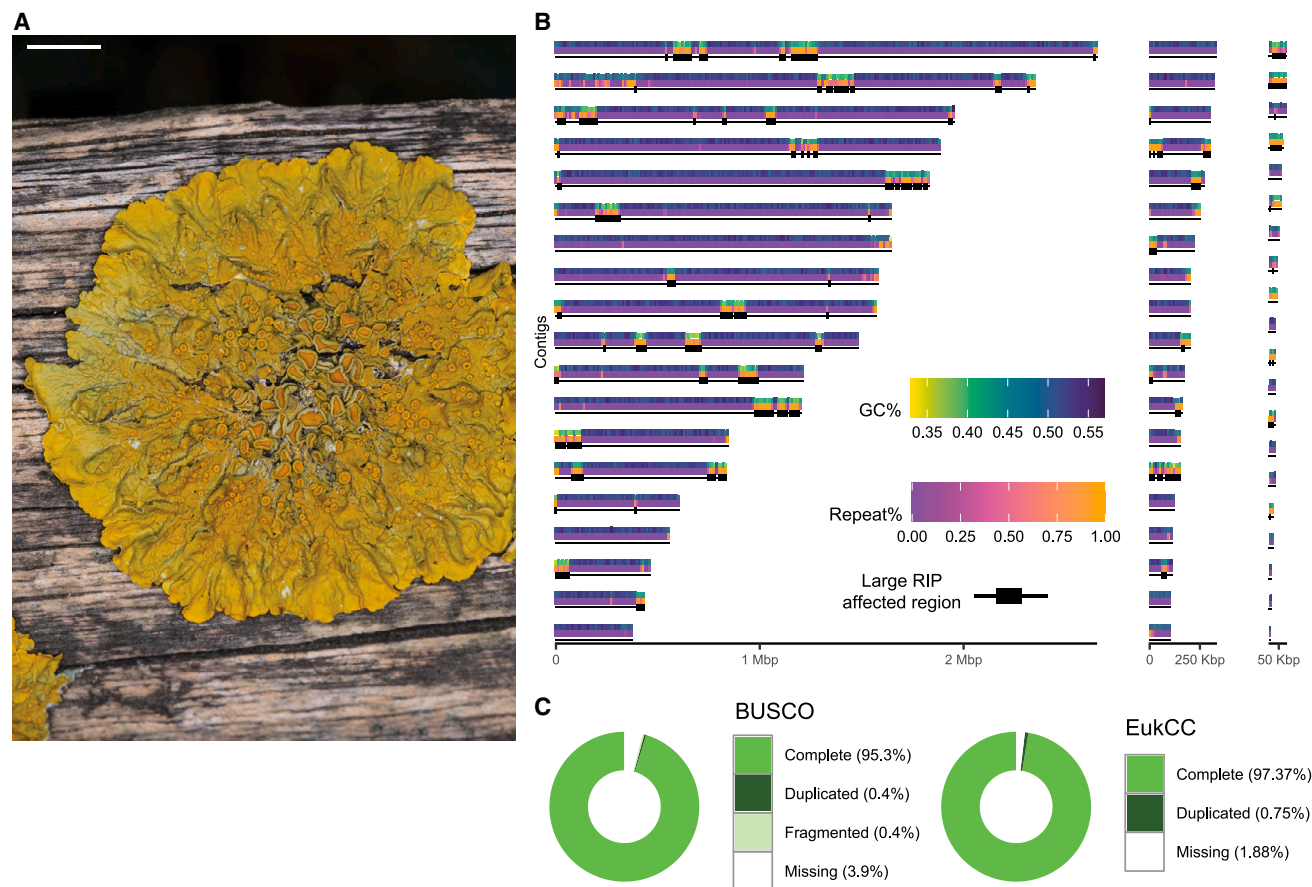 A
B
Contigs
GC%
0.35 0.40 0.45 0.50 0.55
Repeat%
0.00 0.25 0.50 0.75 1.00
Large RIP
affected region
0 1 Mbp 2 Mbp 0 250 Kbp 50 Kbp
C
BUSCO
Complete (95.3%)
Duplicated (0.4%)
Fragmented (0.4%)
Missing (3.9%)
EukCC
Complete (97.37%)
Duplicated (0.75%)
Missing (1.88%)